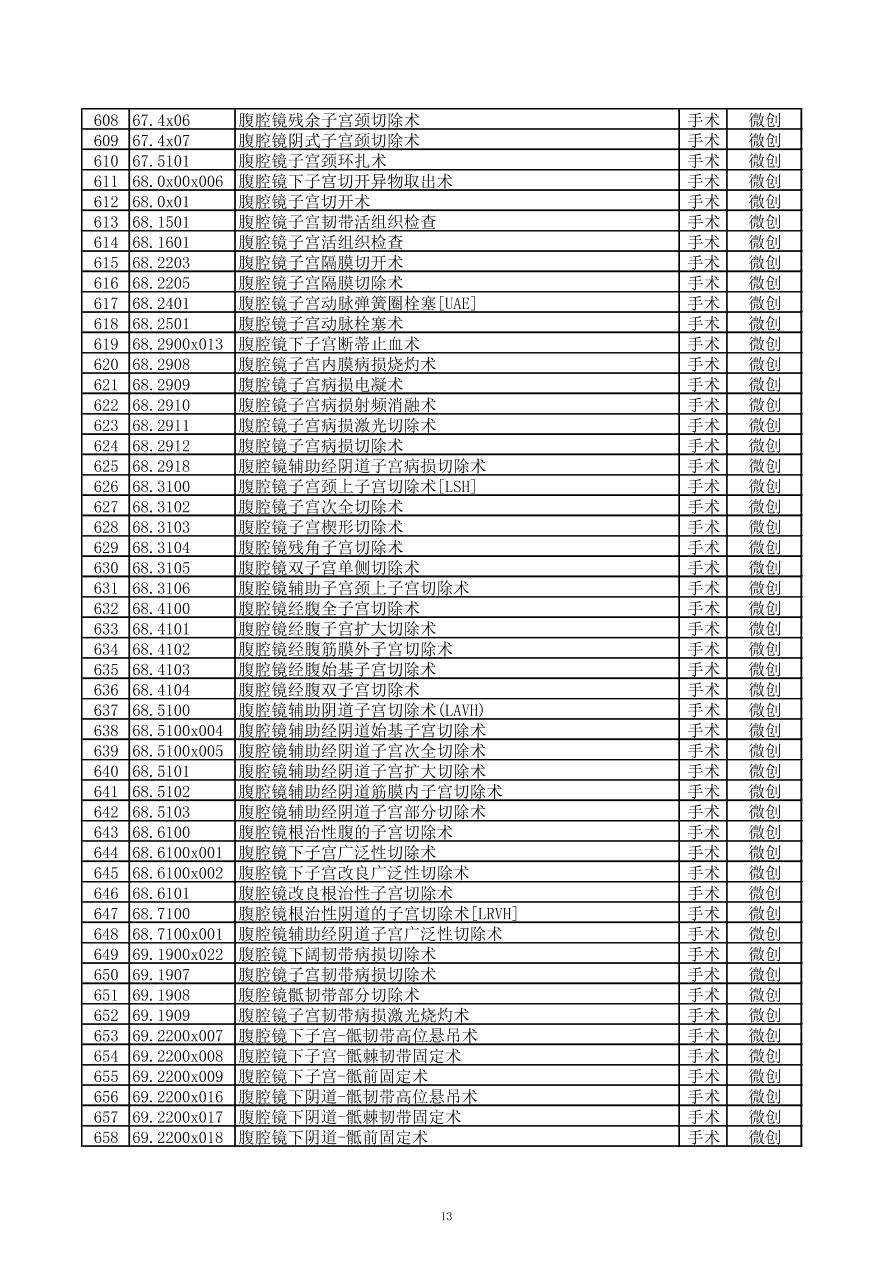 608 67.4x06 腹腔镜残余子宫颈切除术 手术 微创
609 67.4x07 腹腔镜阴式子宫颈切除术 手术 微创
610 67.5101 腹腔镜子宫颈环扎术 手术 微创
611 68.0x00x006 腹腔镜下子宫切开异物取出术 手术 微创
612 68.0x01 腹腔镜子宫切开术 手术 微创
613 68.1501 腹腔镜子宫韧带活组织检查 手术 微创
614 68.1601 腹腔镜子宫活组织检查 手术 微创
615 68.2203 腹腔镜子宫隔膜切开术 手术 微创
616 68.2205 腹腔镜子宫隔膜切除术 手术 微创
617 68.2401 腹腔镜子宫动脉弹簧圈栓塞[UAE] 手术 微创
618 68.2501 腹腔镜子宫动脉栓塞术 手术 微创
619 68.2900x013 腹腔镜下子宫断蒂止血术 手术 微创
620 68.2908 腹腔镜子宫内膜病损烧灼术 手术 微创
621 68.2909 腹腔镜子宫病损电凝术 手术 微创
622 68.2910 腹腔镜子宫病损射频消融术 手术 微创
623 68.2911 腹腔镜子宫病损激光切除术 手术 微创
624 68.2912 腹腔镜子宫病损切除术 手术 微创
625 68.2918 腹腔镜辅助经阴道子宫病损切除术 手术 微创
626 68.3100 腹腔镜子宫颈上子宫切除术[LSH] 手术 微创
627 68.3102 腹腔镜子宫次全切除术 手术 微创
628 68.3103 腹腔镜子宫楔形切除术 手术 微创
629 68.3104 腹腔镜残角子宫切除术 手术 微创
630 68.3105 腹腔镜双子宫单侧切除术 手术 微创
631 68.3106 腹腔镜辅助子宫颈上子宫切除术 手术 微创
632 68.4100 腹腔镜经腹全子宫切除术 手术 微创
633 68.4101 腹腔镜经腹子宫扩大切除术 手术 微创
634 68.4102 腹腔镜经腹筋膜外子宫切除术 手术 微创
635 68.4103 腹腔镜经腹始基子宫切除术 手术 微创
636 68.4104 腹腔镜经腹双子宫切除术 手术 微创
637 68.5100 腹腔镜辅助阴道子宫切除术(LAVH) 手术 微创
638 68.5100x004 腹腔镜辅助经阴道始基子宫切除术 手术 微创
639 68.5100x005 腹腔镜辅助经阴道子宫次全切除术 手术 微创
640 68.5101 腹腔镜辅助经阴道子宫扩大切除术 手术 微创
641 68.5102 腹腔镜辅助经阴道筋膜内子宫切除术 手术 微创
642 68.5103 腹腔镜辅助经阴道子宫部分切除术 手术 微创
643 68.6100 腹腔镜根治性腹的子宫切除术 手术 微创
644 68.6100x001 腹腔镜下子宫广泛性切除术 手术 微创
645 68.6100x002 腹腔镜下子宫改良广泛性切除术 手术 微创
646 68.6101 腹腔镜改良根治性子宫切除术 手术 微创
647 68.7100 腹腔镜根治性阴道的子宫切除术[LRVH] 手术 微创
648 68.7100x001 腹腔镜辅助经阴道子宫广泛性切除术 手术 微创
649 69.1900x022 腹腔镜下阔韧带病损切除术 手术 微创
650 69.1907 腹腔镜子宫韧带病损切除术 手术 微创
651 69.1908 腹腔镜骶韧带部分切除术 手术 微创
652 69.1909 腹腔镜子宫韧带病损激光烧灼术 手术 微创
653 69.2200x007 腹腔镜下子宫-骶韧带高位悬吊术 手术 微创
654 69.2200x008 腹腔镜下子宫-骶棘韧带固定术 手术 微创
655 69.2200x009 腹腔镜下子宫-骶前固定术 手术 微创
656 69.2200x016 腹腔镜下阴道-骶韧带高位悬吊术 手术 微创
657 69.2200x017 腹腔镜下阴道-骶棘韧带固定术 手术 微创
658 69.2200x018 腹腔镜下阴道-骶前固定术 手术 微创
13